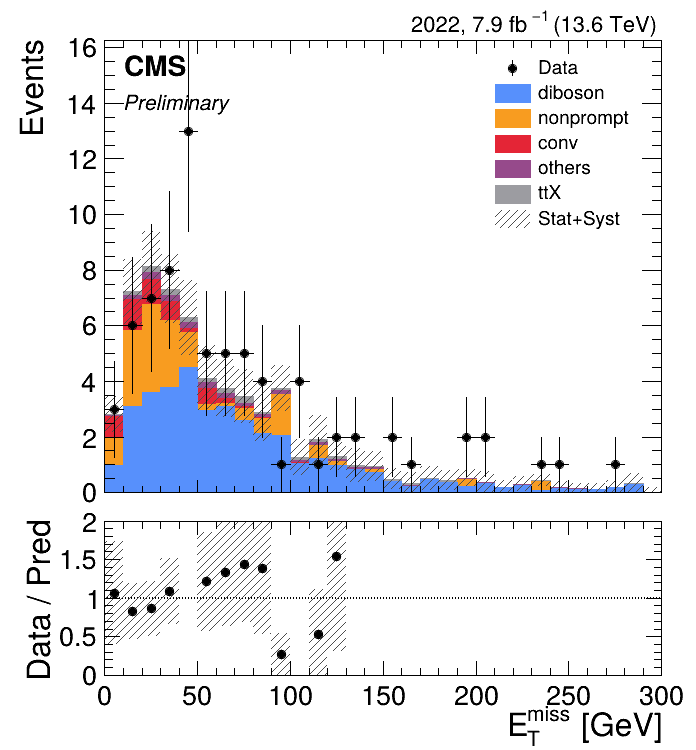 2022, 7.9 fb⁻¹ (13.6 TeV)
Events
16
14
12
10
8
6
4
2
0
CMS
Preliminary
Data
diboson
nonprompt
conv
others
ttX
Stat+Syst
Data / Pred
2
1.5
1
0.5
0
0 50 100 150 200 250 300
E_T^miss [GeV]